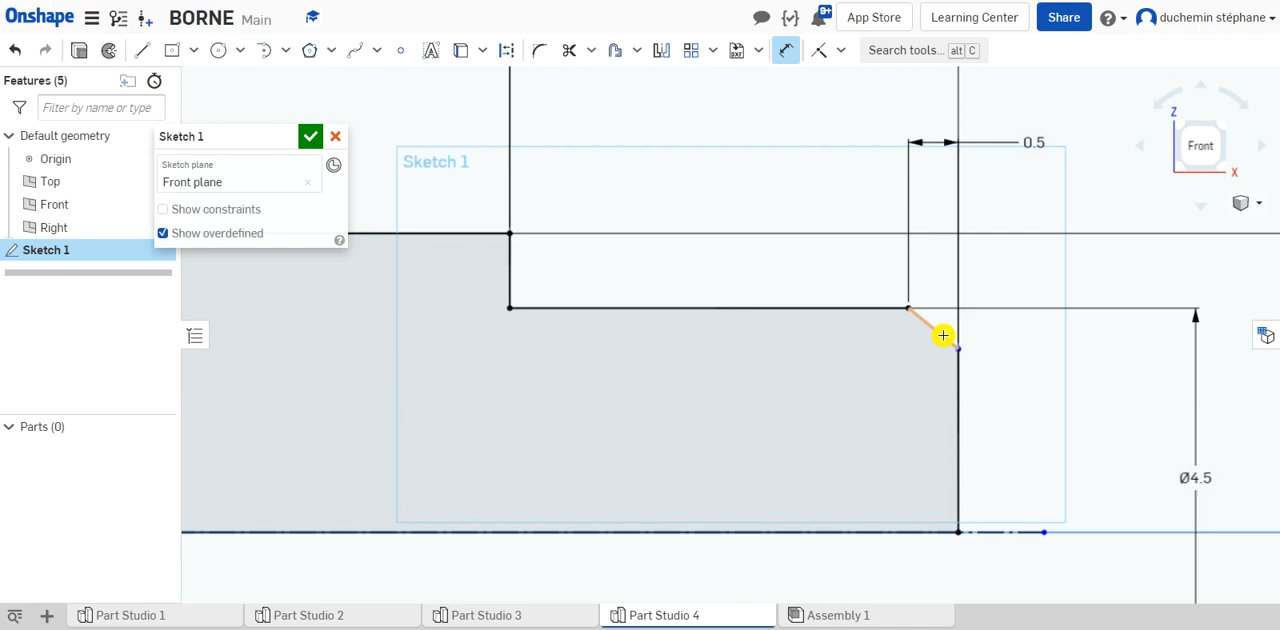 Onshape BORNE Main 9+ App Store Learning Center Share duchemin stéphane
Search tools... alt C
Features (5)
Filter by name or type
Default geometry
Origin
Top
Front
Right
Sketch 1
Parts (0)
Sketch 1
Sketch plane
Front plane
Show constraints
Show overdefined
Sketch 1
0.5
Ø4.5
Z
Front
X
Part Studio 1
Part Studio 2
Part Studio 3
Part Studio 4
Assembly 1